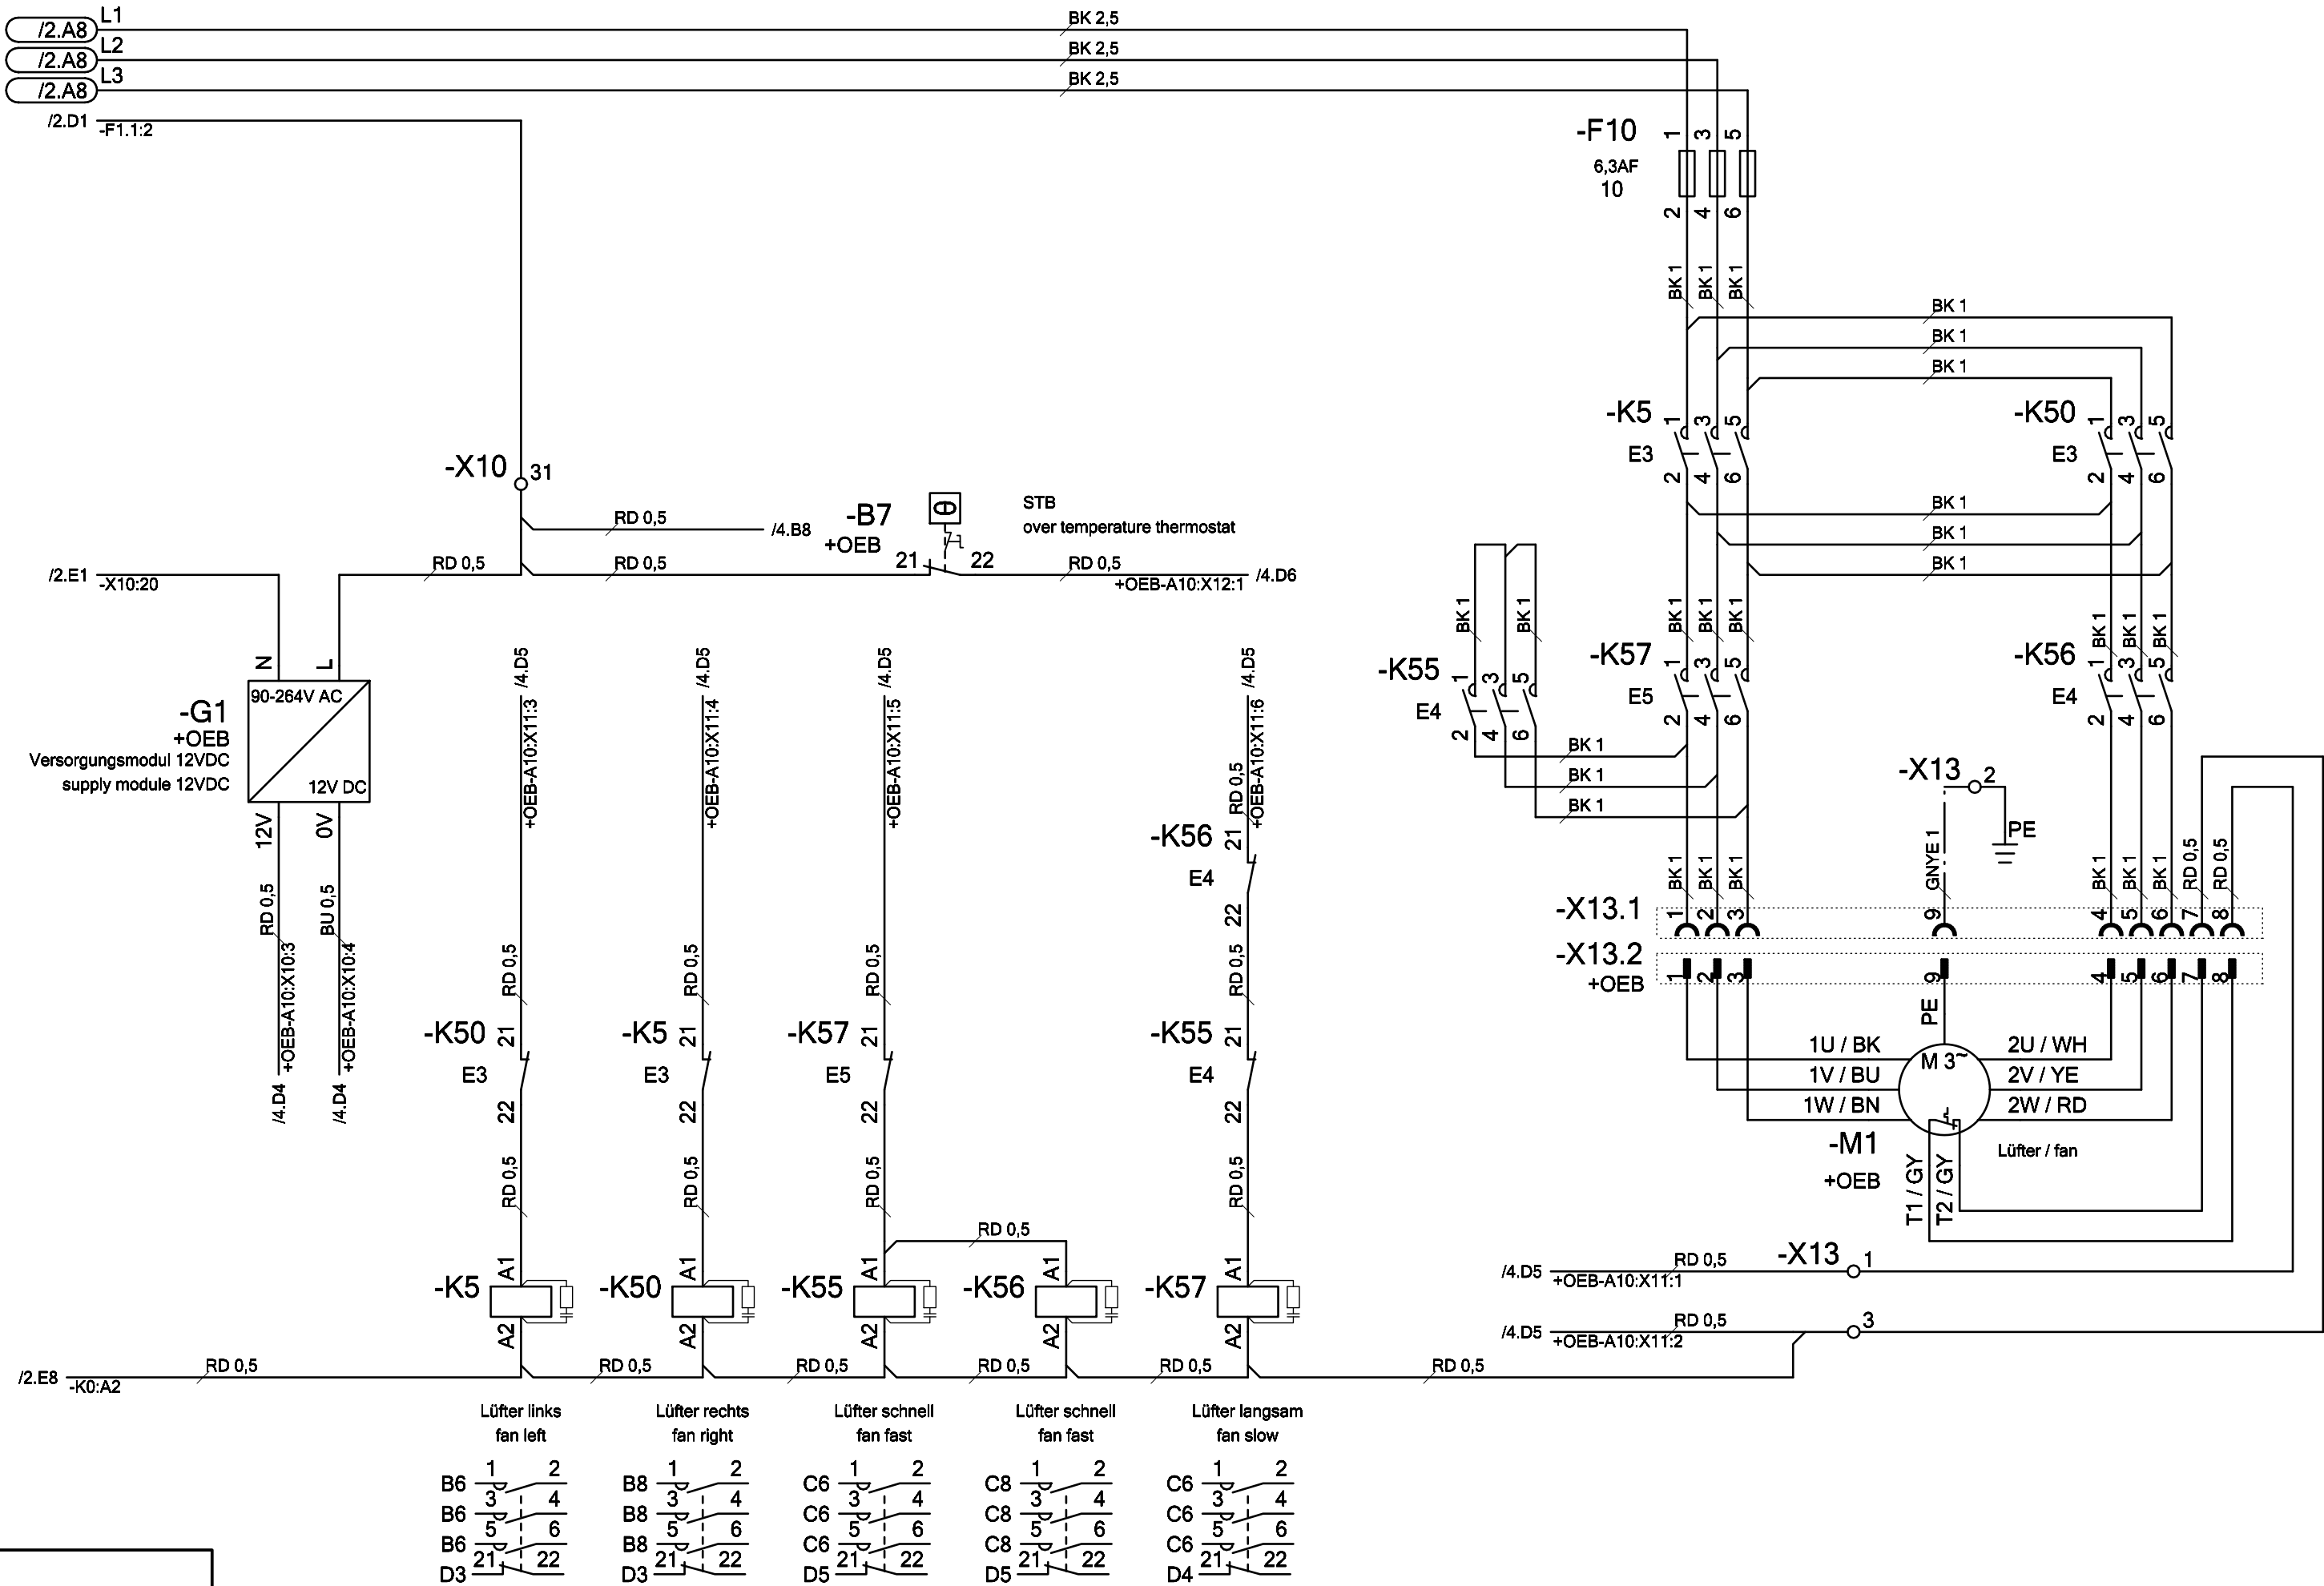 L1
/2.A8
BK 2,5
L2
/2.A8
BK 2,5
L3
/2.A8
BK 2,5
/2.D1
-F1.1:2
-F10
6,3AF
10
1 3 5
2 4 6
BK 1 BK 1 BK 1
BK 1
BK 1
BK 1
-K5
E3
1 3 5
2 4 6
-K50
E3
1 3 5
2 4 6
BK 1
BK 1
BK 1
-X10 31
RD 0,5
/4.B8
-B7
+OEB
θ
STB
over temperature thermostat
/2.E1
-X10:20
RD 0,5
RD 0,5
21 22
RD 0,5
+OEB-A10:X12:1
/4.D6
N L
90-264V AC
12V DC
-G1
+OEB
Versorgungsmodul 12VDC
supply module 12VDC
12V 0V
RD 0,5 BU 0,5
+OEB-A10:X10:3 +OEB-A10:X10:4
/4.D4 /4.D4
/4.D5 /4.D5 /4.D5 /4.D5
+OEB-A10:X11:3 +OEB-A10:X11:4 +OEB-A10:X11:5 +OEB-A10:X11:6
RD 0,5
BK 1 BK 1 BK 1 BK 1 BK 1 BK 1 BK 1 BK 1
-K55
E4
1 3 5
2 4 6
-K57
E5
1 3 5
2 4 6
-K56
E4
1 3 5
2 4 6
BK 1
BK 1
BK 1
-K56
E4
21
22
-X13 2
PE
GNYE 1
BK 1 BK 1 BK 1 BK 1 BK 1 BK 1 RD 0,5 RD 0,5
-X13.1
1 2 3 9 4 5 6 7 8
-X13.2
+OEB
1 2 3 9 4 5 6 7 8
RD 0,5 RD 0,5 RD 0,5 RD 0,5
-K50
E3
21
22
-K5
E3
21
22
-K57
E5
21
22
-K55
E4
21
22
PE
1U / BK
1V / BU
1W / BN
M 3~
2U / WH
2V / YE
2W / RD
-M1
+OEB
Lüfter / fan
T1 / GY T2 / GY
RD 0,5 RD 0,5 RD 0,5
RD 0,5
-K5
A1
A2
-K50
A1
A2
-K55
A1
A2
-K56
A1
A2
-K57
A1
A2
/4.D5
+OEB-A10:X11:1
RD 0,5
-X13 1
/4.D5
+OEB-A10:X11:2
RD 0,5
3
/2.E8
-K0:A2
RD 0,5 RD 0,5 RD 0,5 RD 0,5 RD 0,5 RD 0,5
Lüfter links
fan left
Lüfter rechts
fan right
Lüfter schnell
fan fast
Lüfter schnell
fan fast
Lüfter langsam
fan slow
B6 1 2
B6 3 4
B6 5 6
D3 21 22
B8 1 2
B8 3 4
B8 5 6
D3 21 22
C6 1 2
C6 3 4
C6 5 6
D5 21 22
C8 1 2
C8 3 4
C8 5 6
D5 21 22
C6 1 2
C6 3 4
C6 5 6
D4 21 22